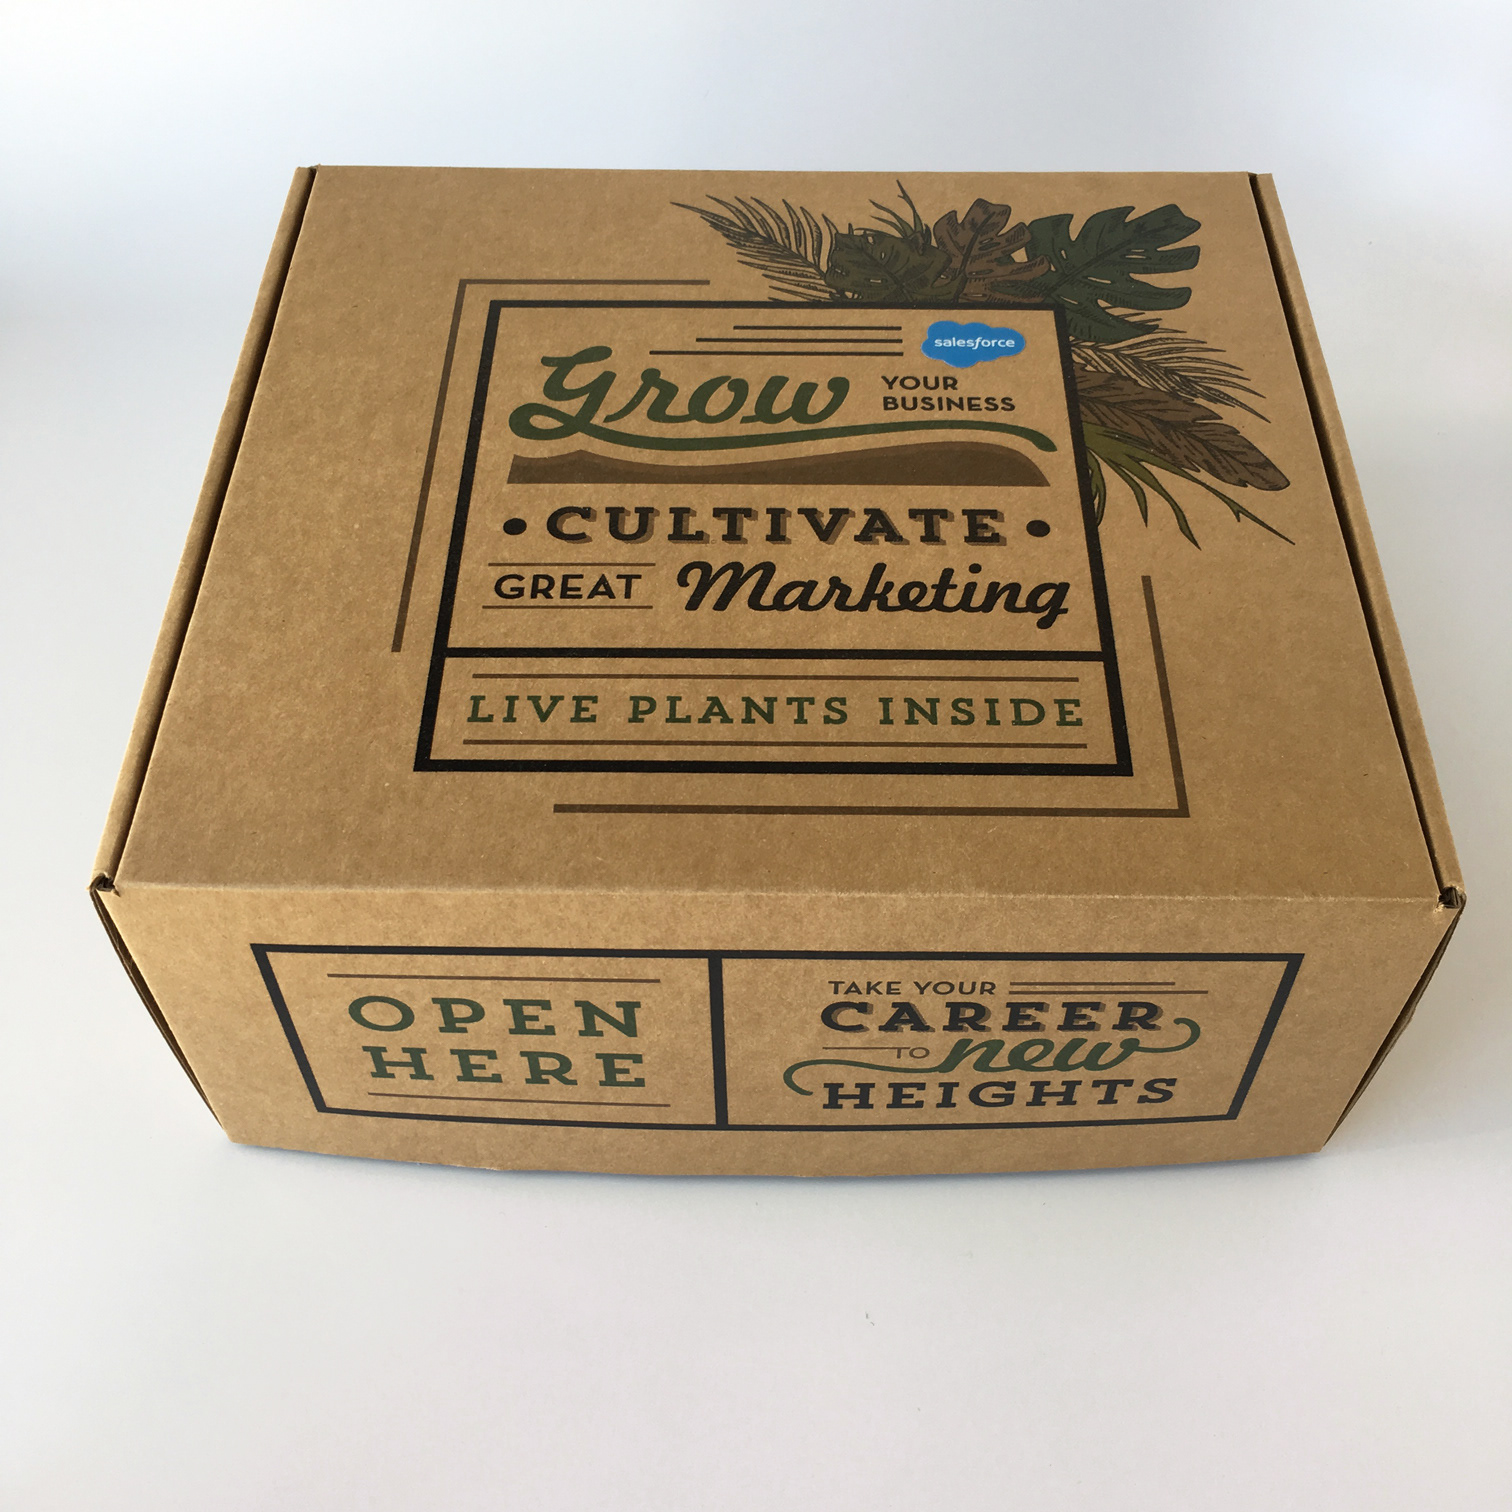 salesforce
Grow YOUR
BUSINESS
• CULTIVATE •
GREAT Marketing
LIVE PLANTS INSIDE
OPEN
HERE
TAKE YOUR
CAREER
TO new
HEIGHTS